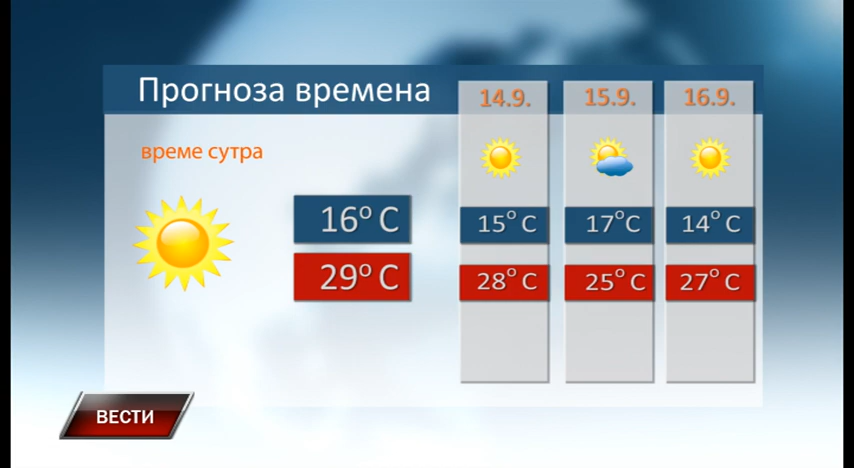 Прогноза времена
време сутра
16° C
29° C
14.9.
15° C
28° C
15.9.
17°C
25° C
16.9.
14° C
27° C
ВЕСТИ